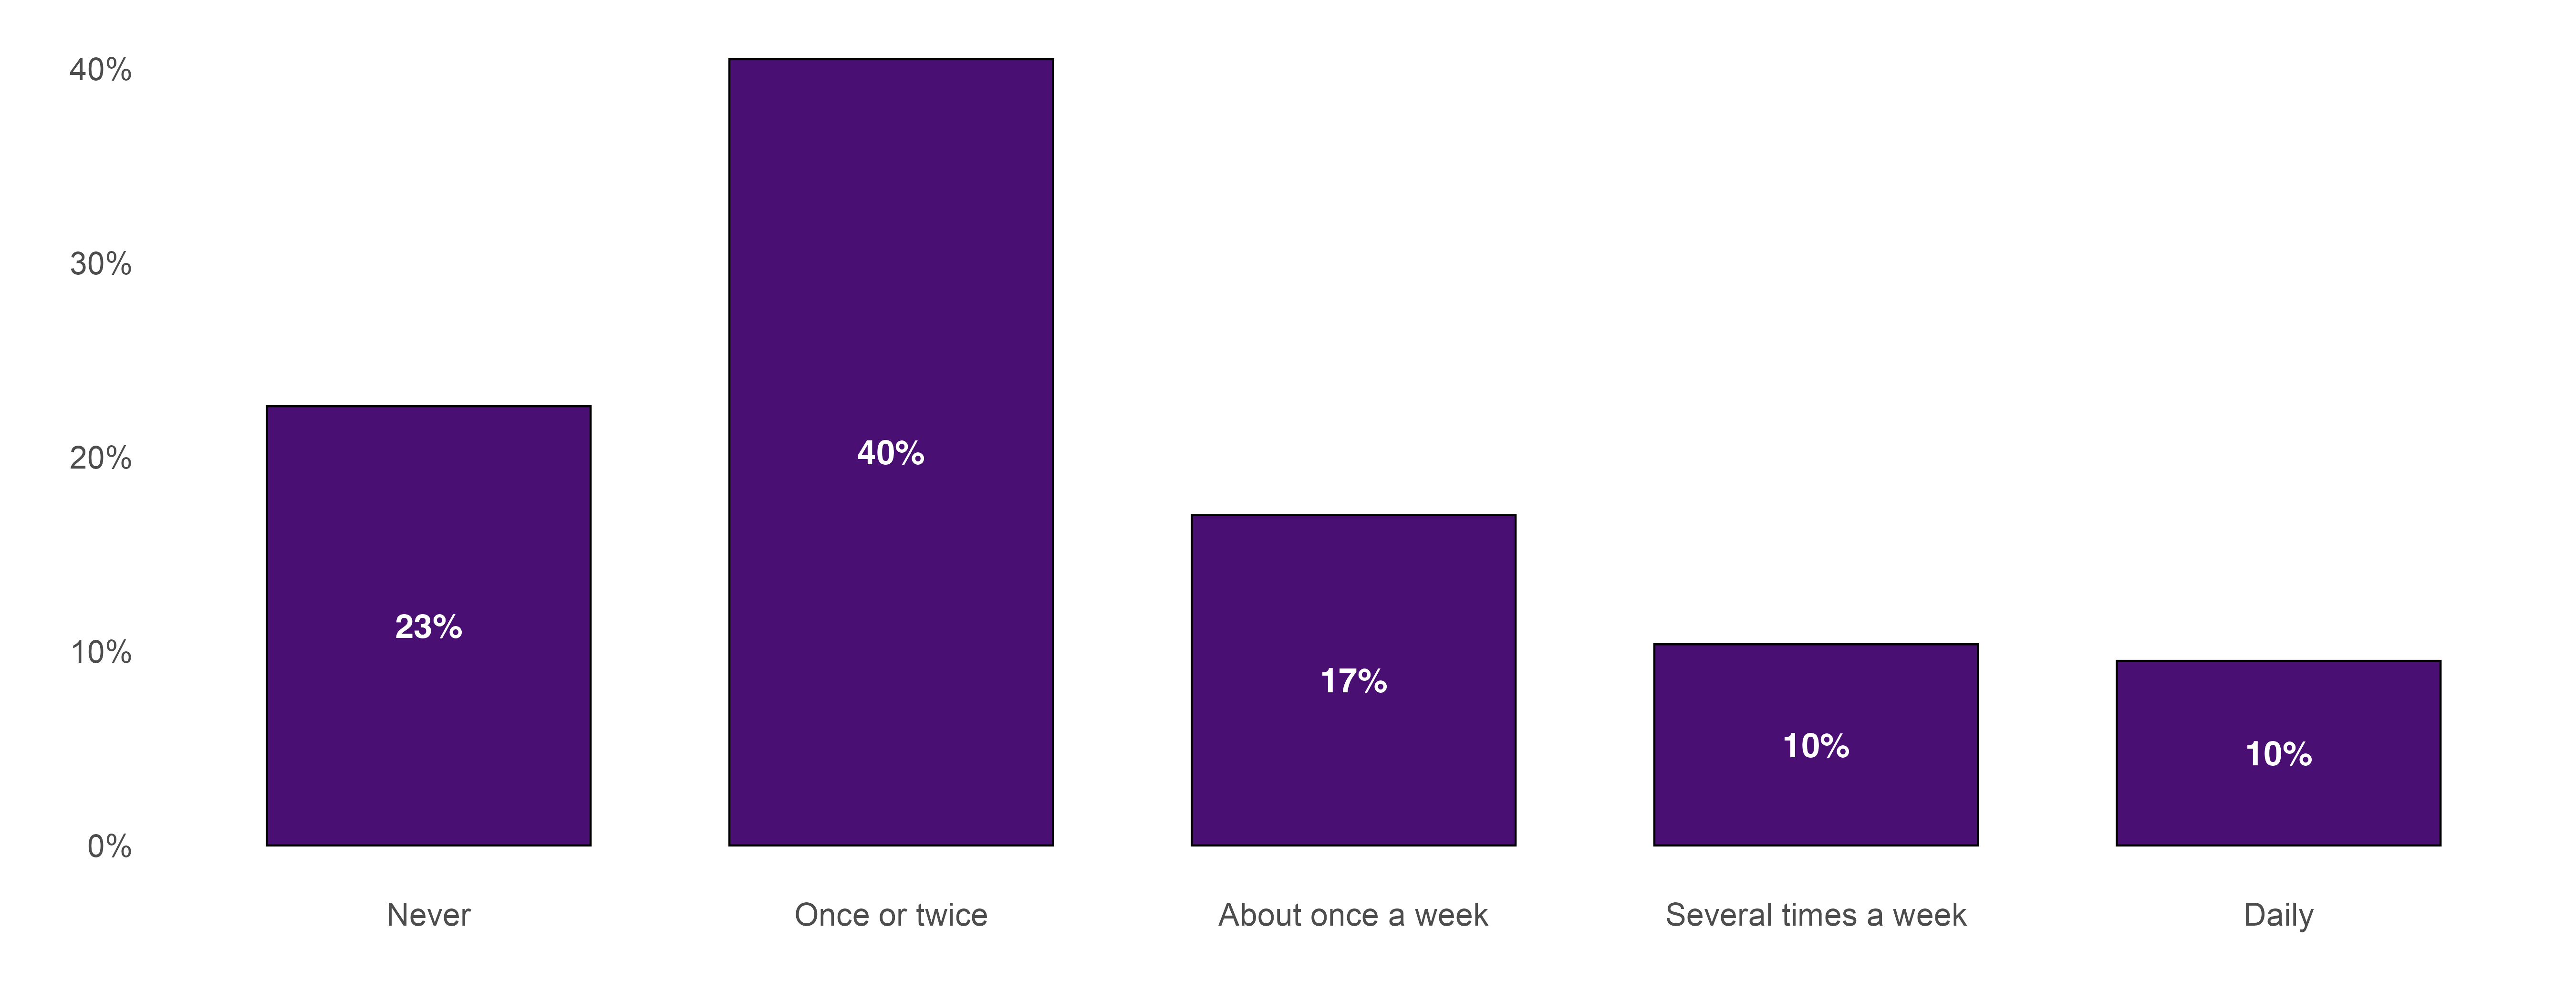 40%
30%
20%
10%
0%
23%
40%
17%
10%
10%
Never
Once or twice
About once a week
Several times a week
Daily